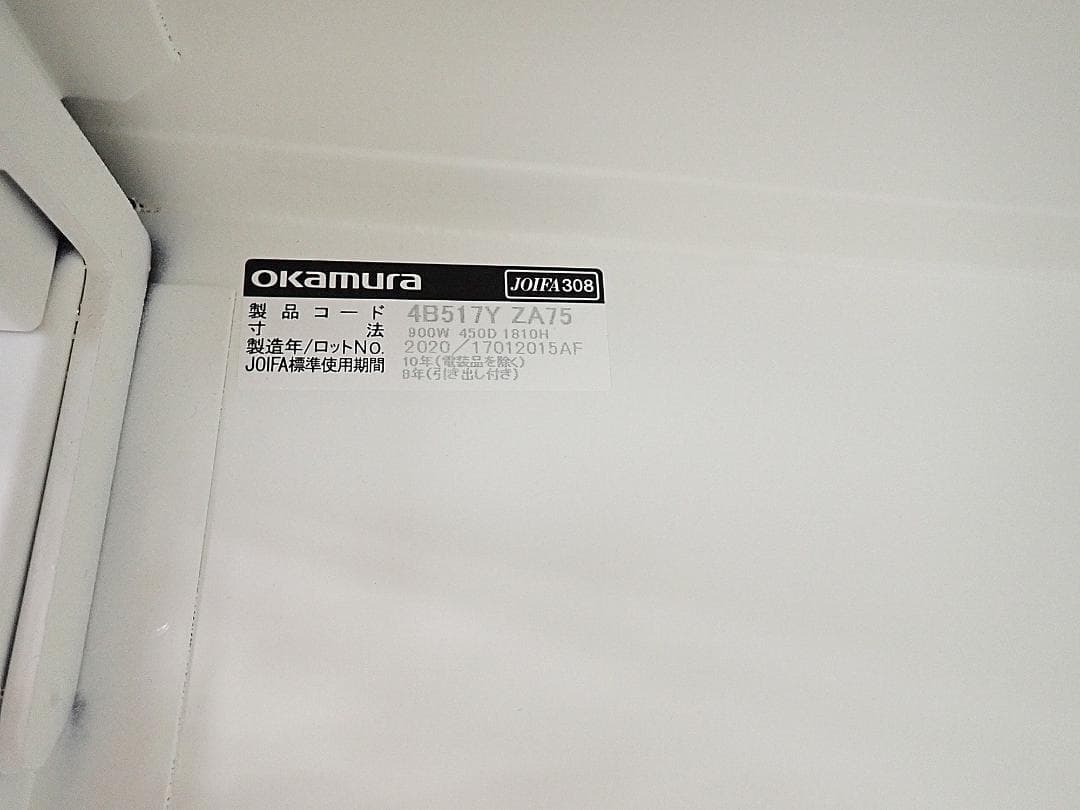 okamura JOIFA308
製品コード 4B517Y ZA75
寸法 900W 450D 1810H
製造年/ロットNO. 2020/17012015AF
JOIFA標準使用期間 10年(電装品を除く)
8年(引き出し付き)